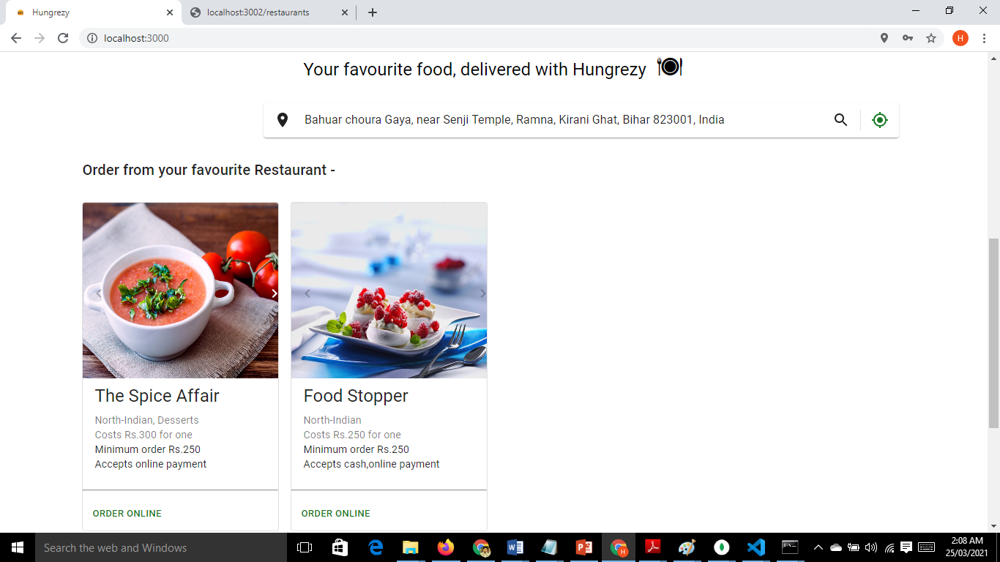 Hungrezy
localhost:3002/restaurants
localhost:3000
H
Your favourite food, delivered with Hungrezy
Bahuar choura Gaya, near Senji Temple, Ramna, Kirani Ghat, Bihar 823001, India
Order from your favourite Restaurant -
The Spice Affair
North-Indian, Desserts
Costs Rs.300 for one
Minimum order Rs.250
Accepts online payment
ORDER ONLINE
Food Stopper
North-Indian
Costs Rs.250 for one
Minimum order Rs.250
Accepts cash,online payment
ORDER ONLINE
Search the web and Windows
2:08 AM
25/03/2021